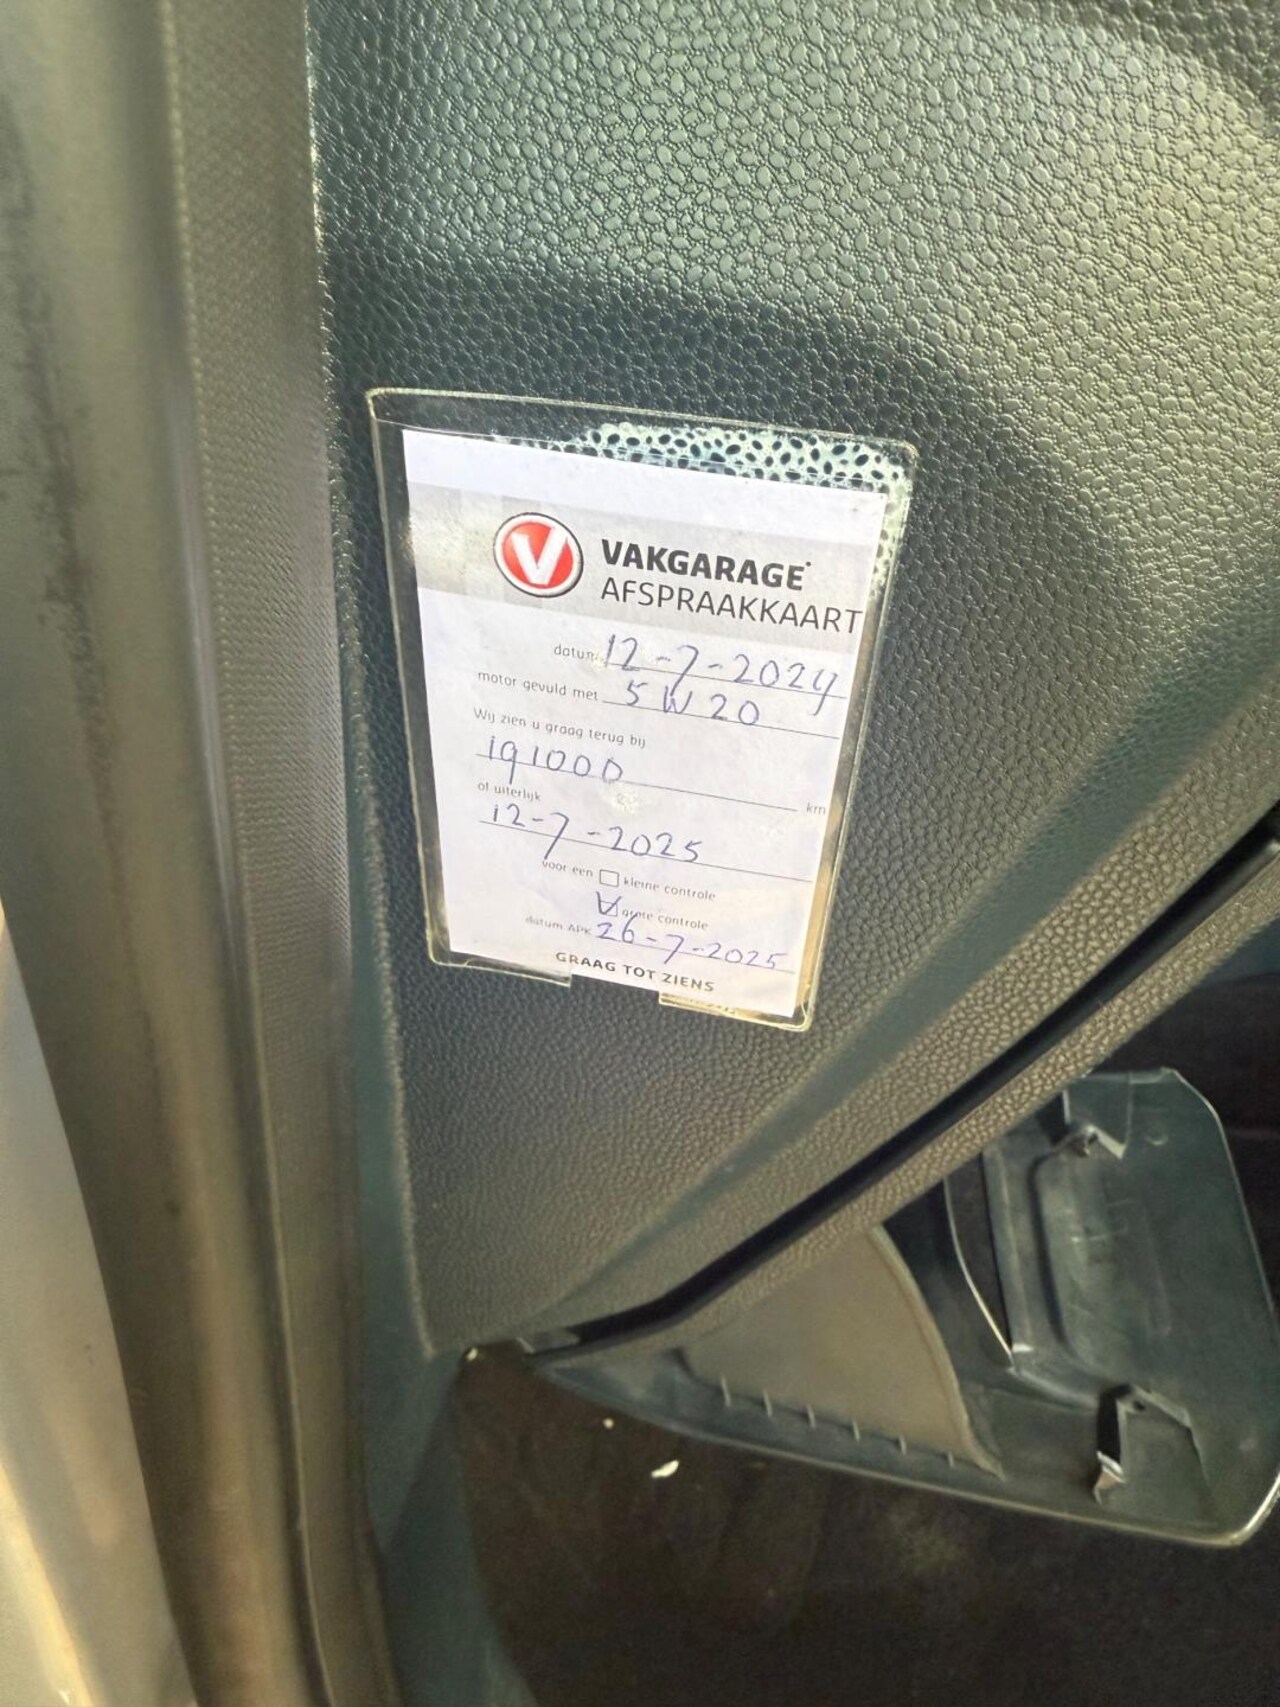 V VAKGARAGE
AFSPRAAKKAART
datum 12-7-2024
motor gevuld met 5W20
Wij zien u graag terug bij
191000 km
of uiterlijk
12-7-2025
voor een kleine controle
grote controle
datum APK 26-7-2025
GRAAG TOT ZIENS